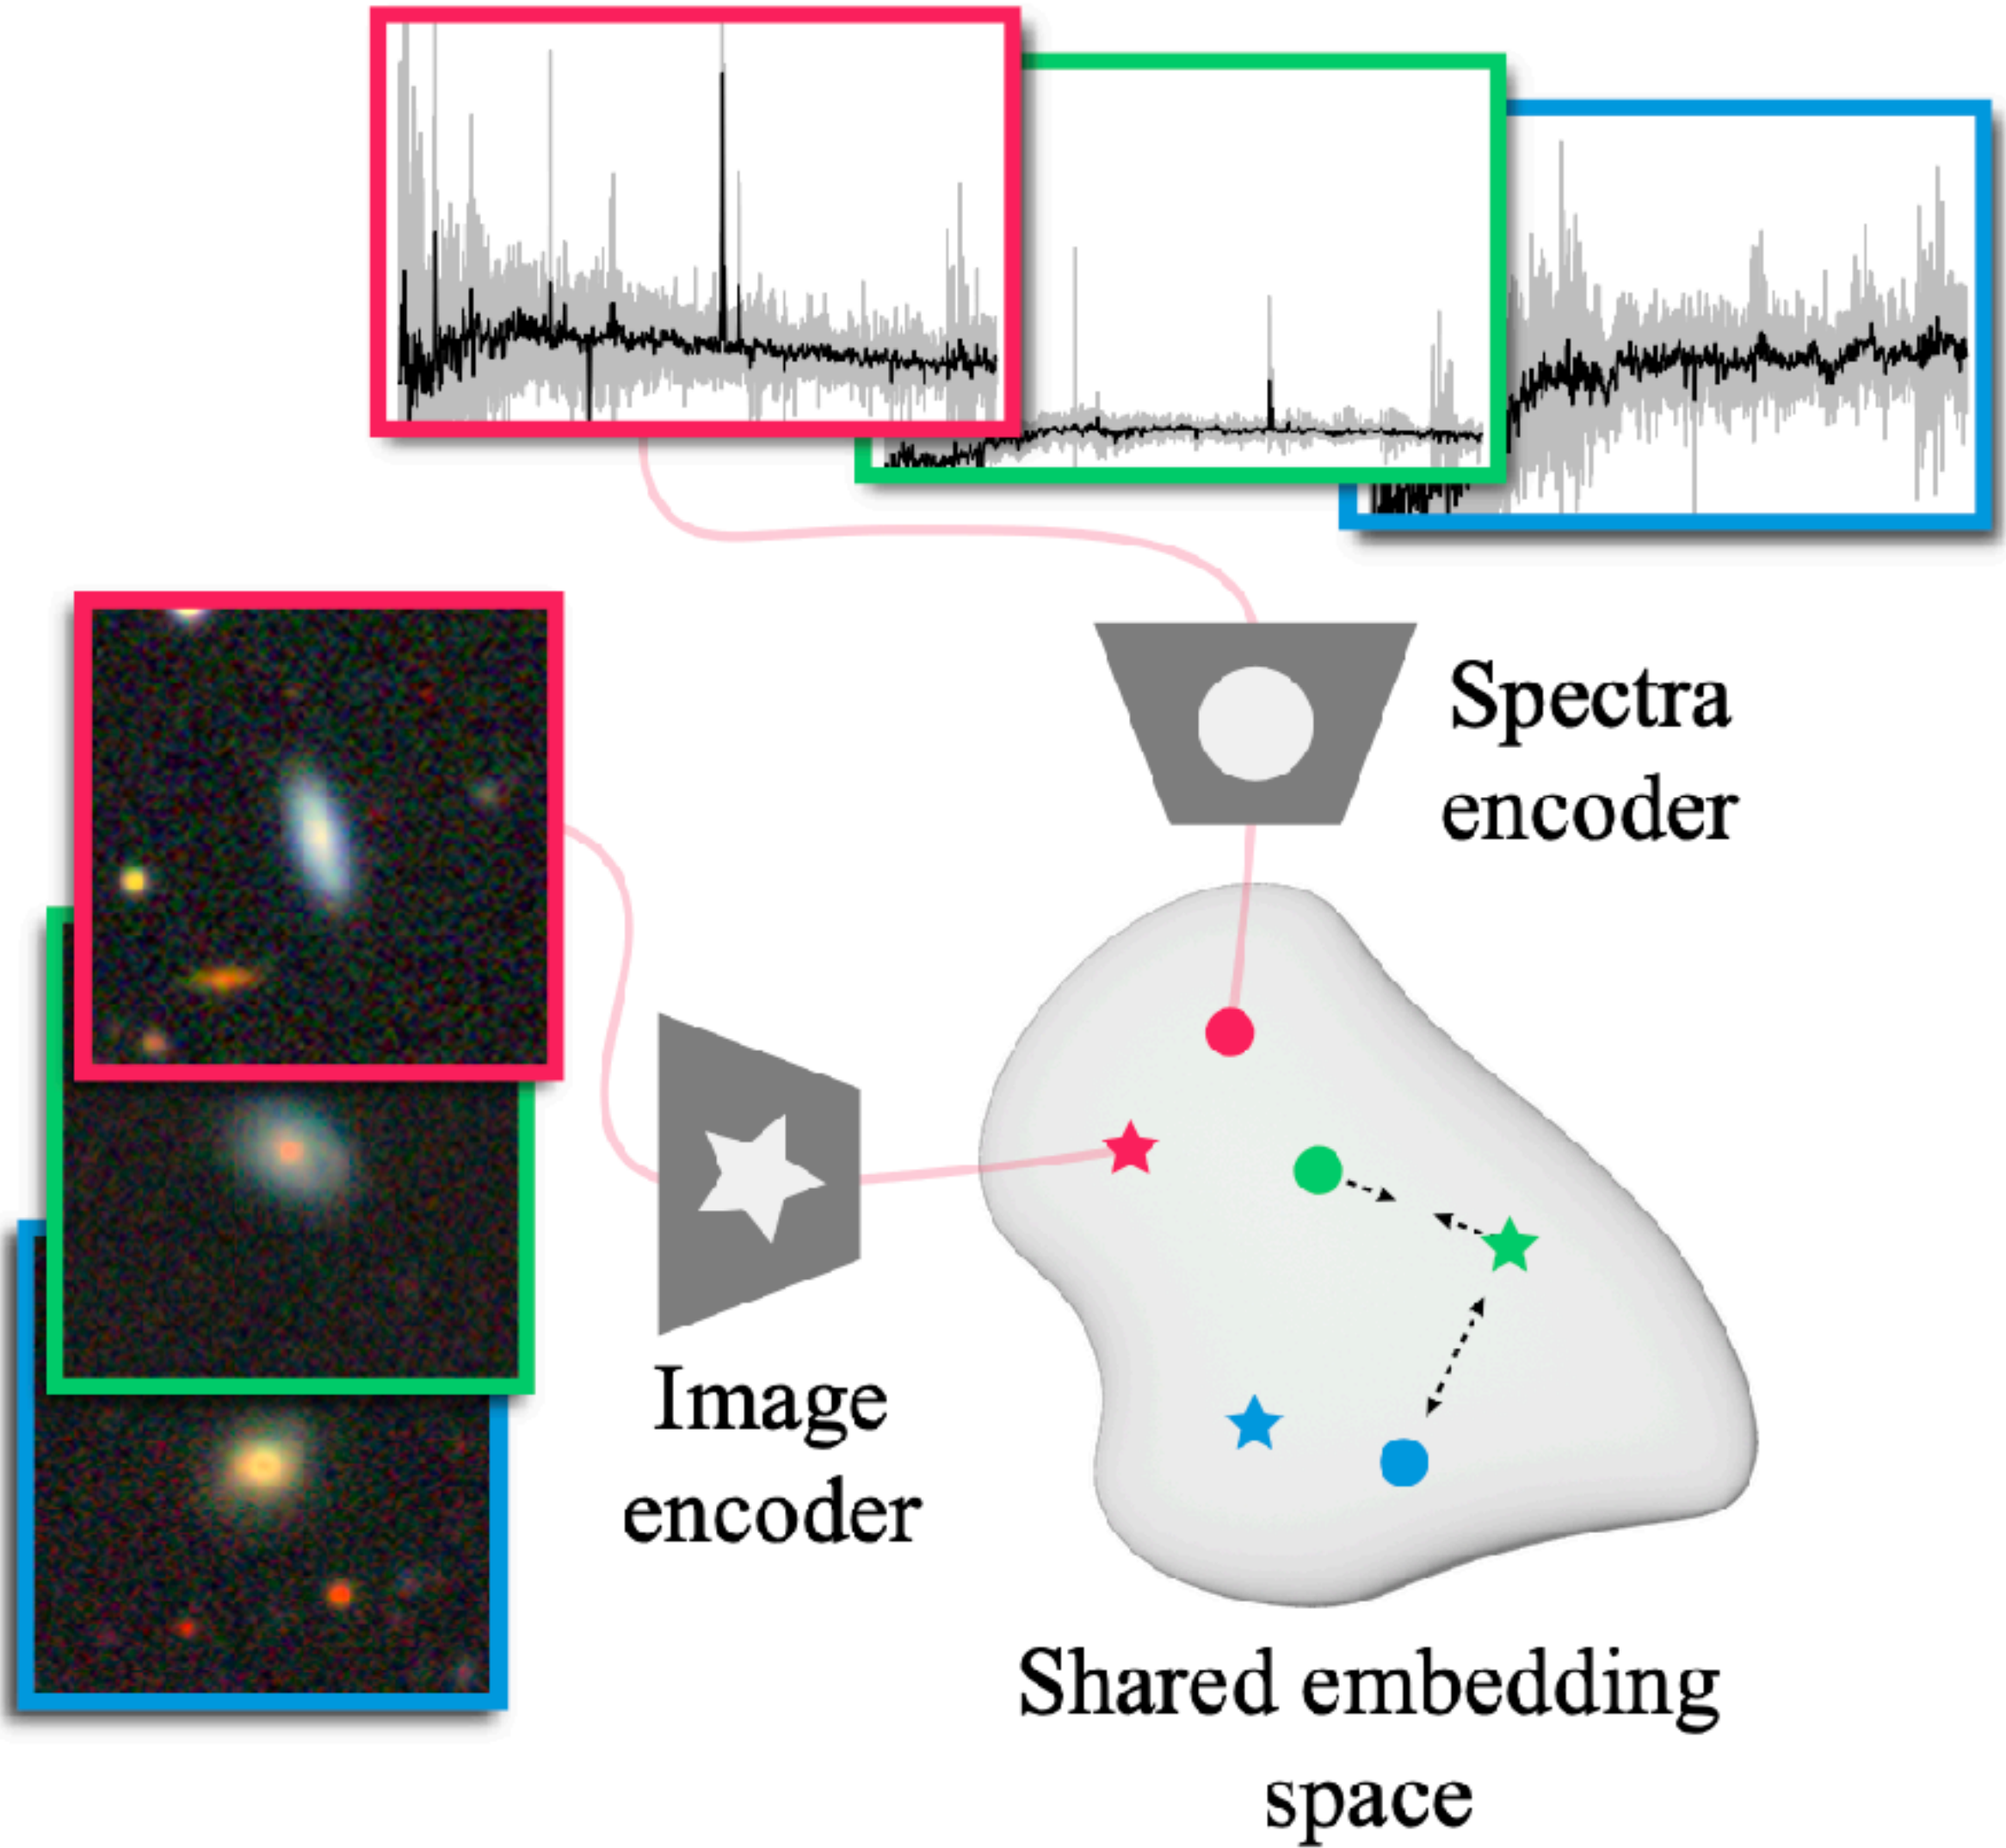 Spectra
encoder
Image
encoder
Shared embedding
space